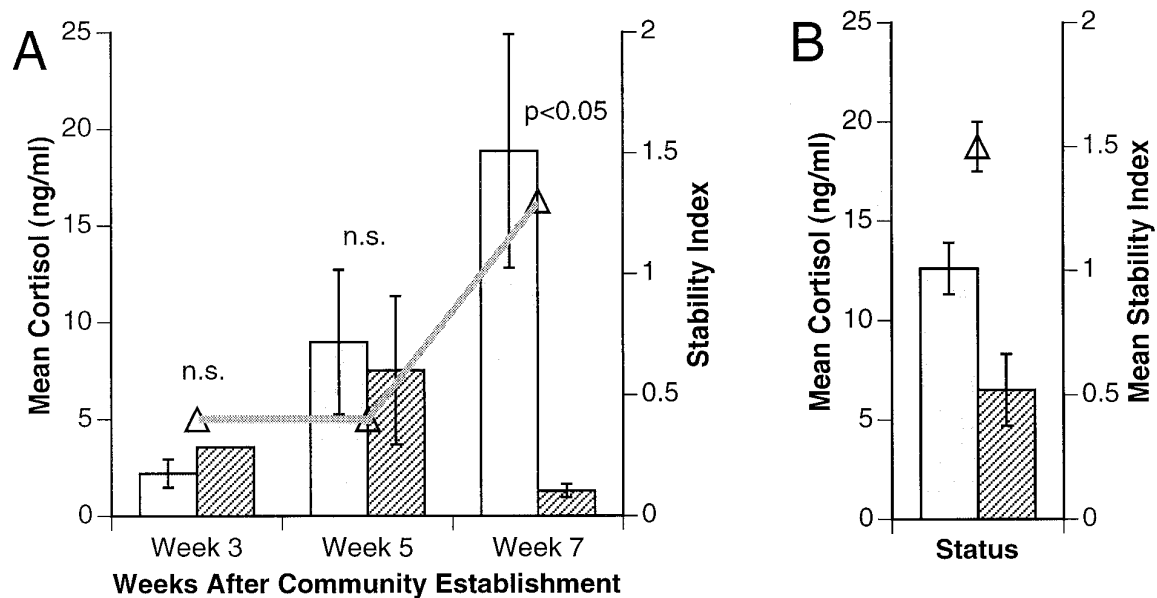 A
25
20
15
10
5
0
Mean Cortisol (ng/ml)
n.s.
n.s.
p<0.05
2
1.5
1
0.5
0
Stability Index
Week 3 Week 5 Week 7
Weeks After Community Establishment
B
25
20
15
10
5
0
Mean Cortisol (ng/ml)
2
1.5
1
0.5
0
Mean Stability Index
Status